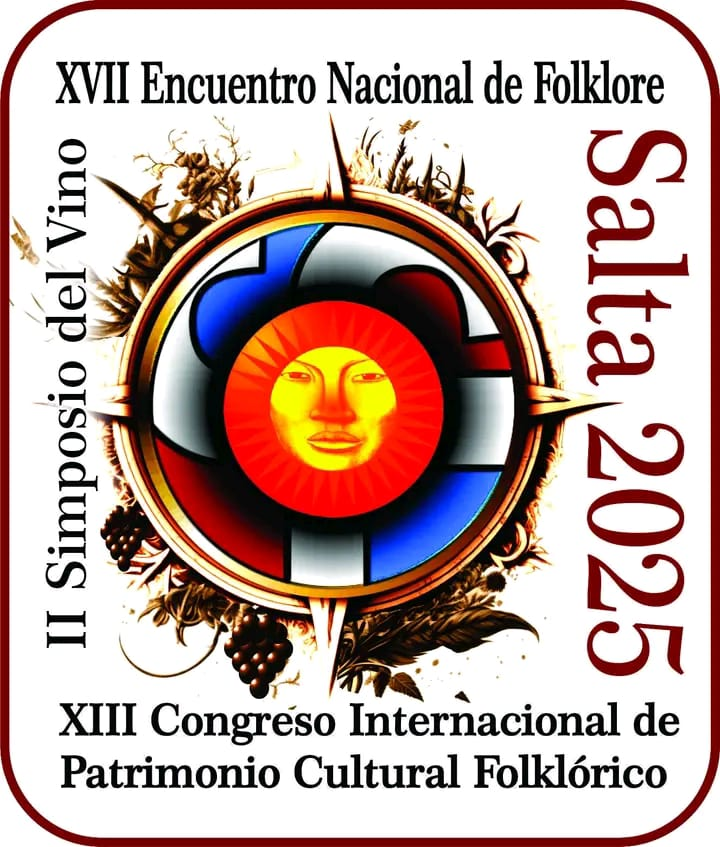 XVII Encuentro Nacional de Folklore
II Simposio del Vino
Salta 2025
XIII Congreso Internacional de
Patrimonio Cultural Folklórico